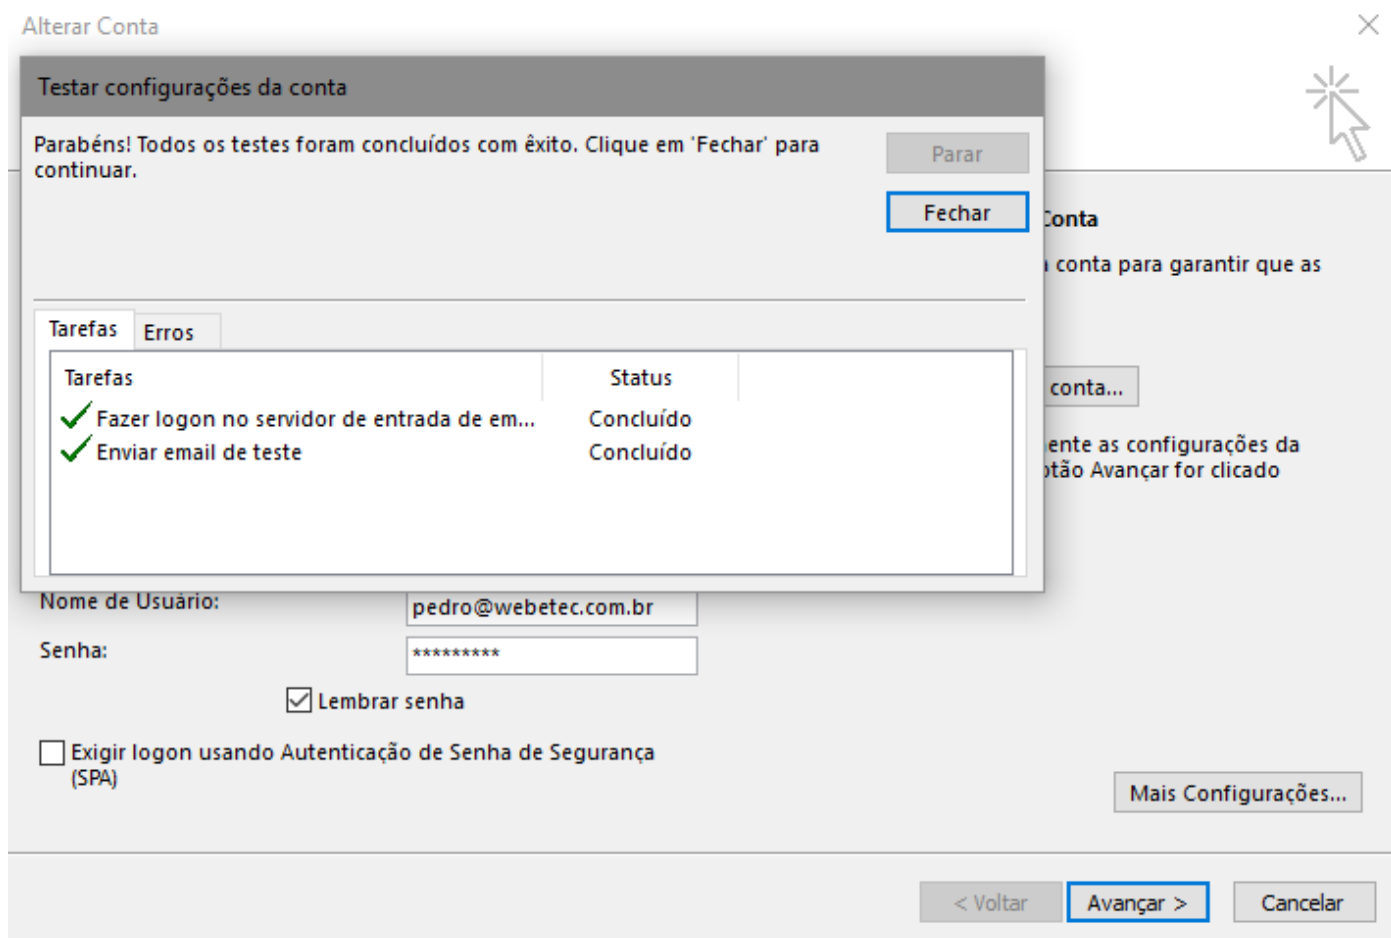 Alterar Conta
Testar configurações da conta
Parabéns! Todos os testes foram concluídos com êxito. Clique em 'Fechar' para
continuar.
Parar
Fechar
Conta
conta para garantir que as
Tarefas
Erros
Tarefas Status
Fazer logon no servidor de entrada de em... Concluído
Enviar email de teste Concluído
conta...
ente as configurações da
otão Avançar for clicado
Nome de Usuário: pedro@webetec.com.br
Senha: *********
Lembrar senha
Exigir logon usando Autenticação de Senha de Segurança
(SPA)
Mais Configurações...
< Voltar
Avançar >
Cancelar